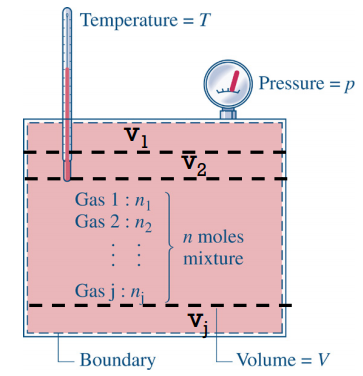 Temperature = T
Pressure = p
V1
V2
Gas 1 : n1
Gas 2 : n2
: :
n moles
mixture
Gas j : nj
Vj
Boundary
Volume = V